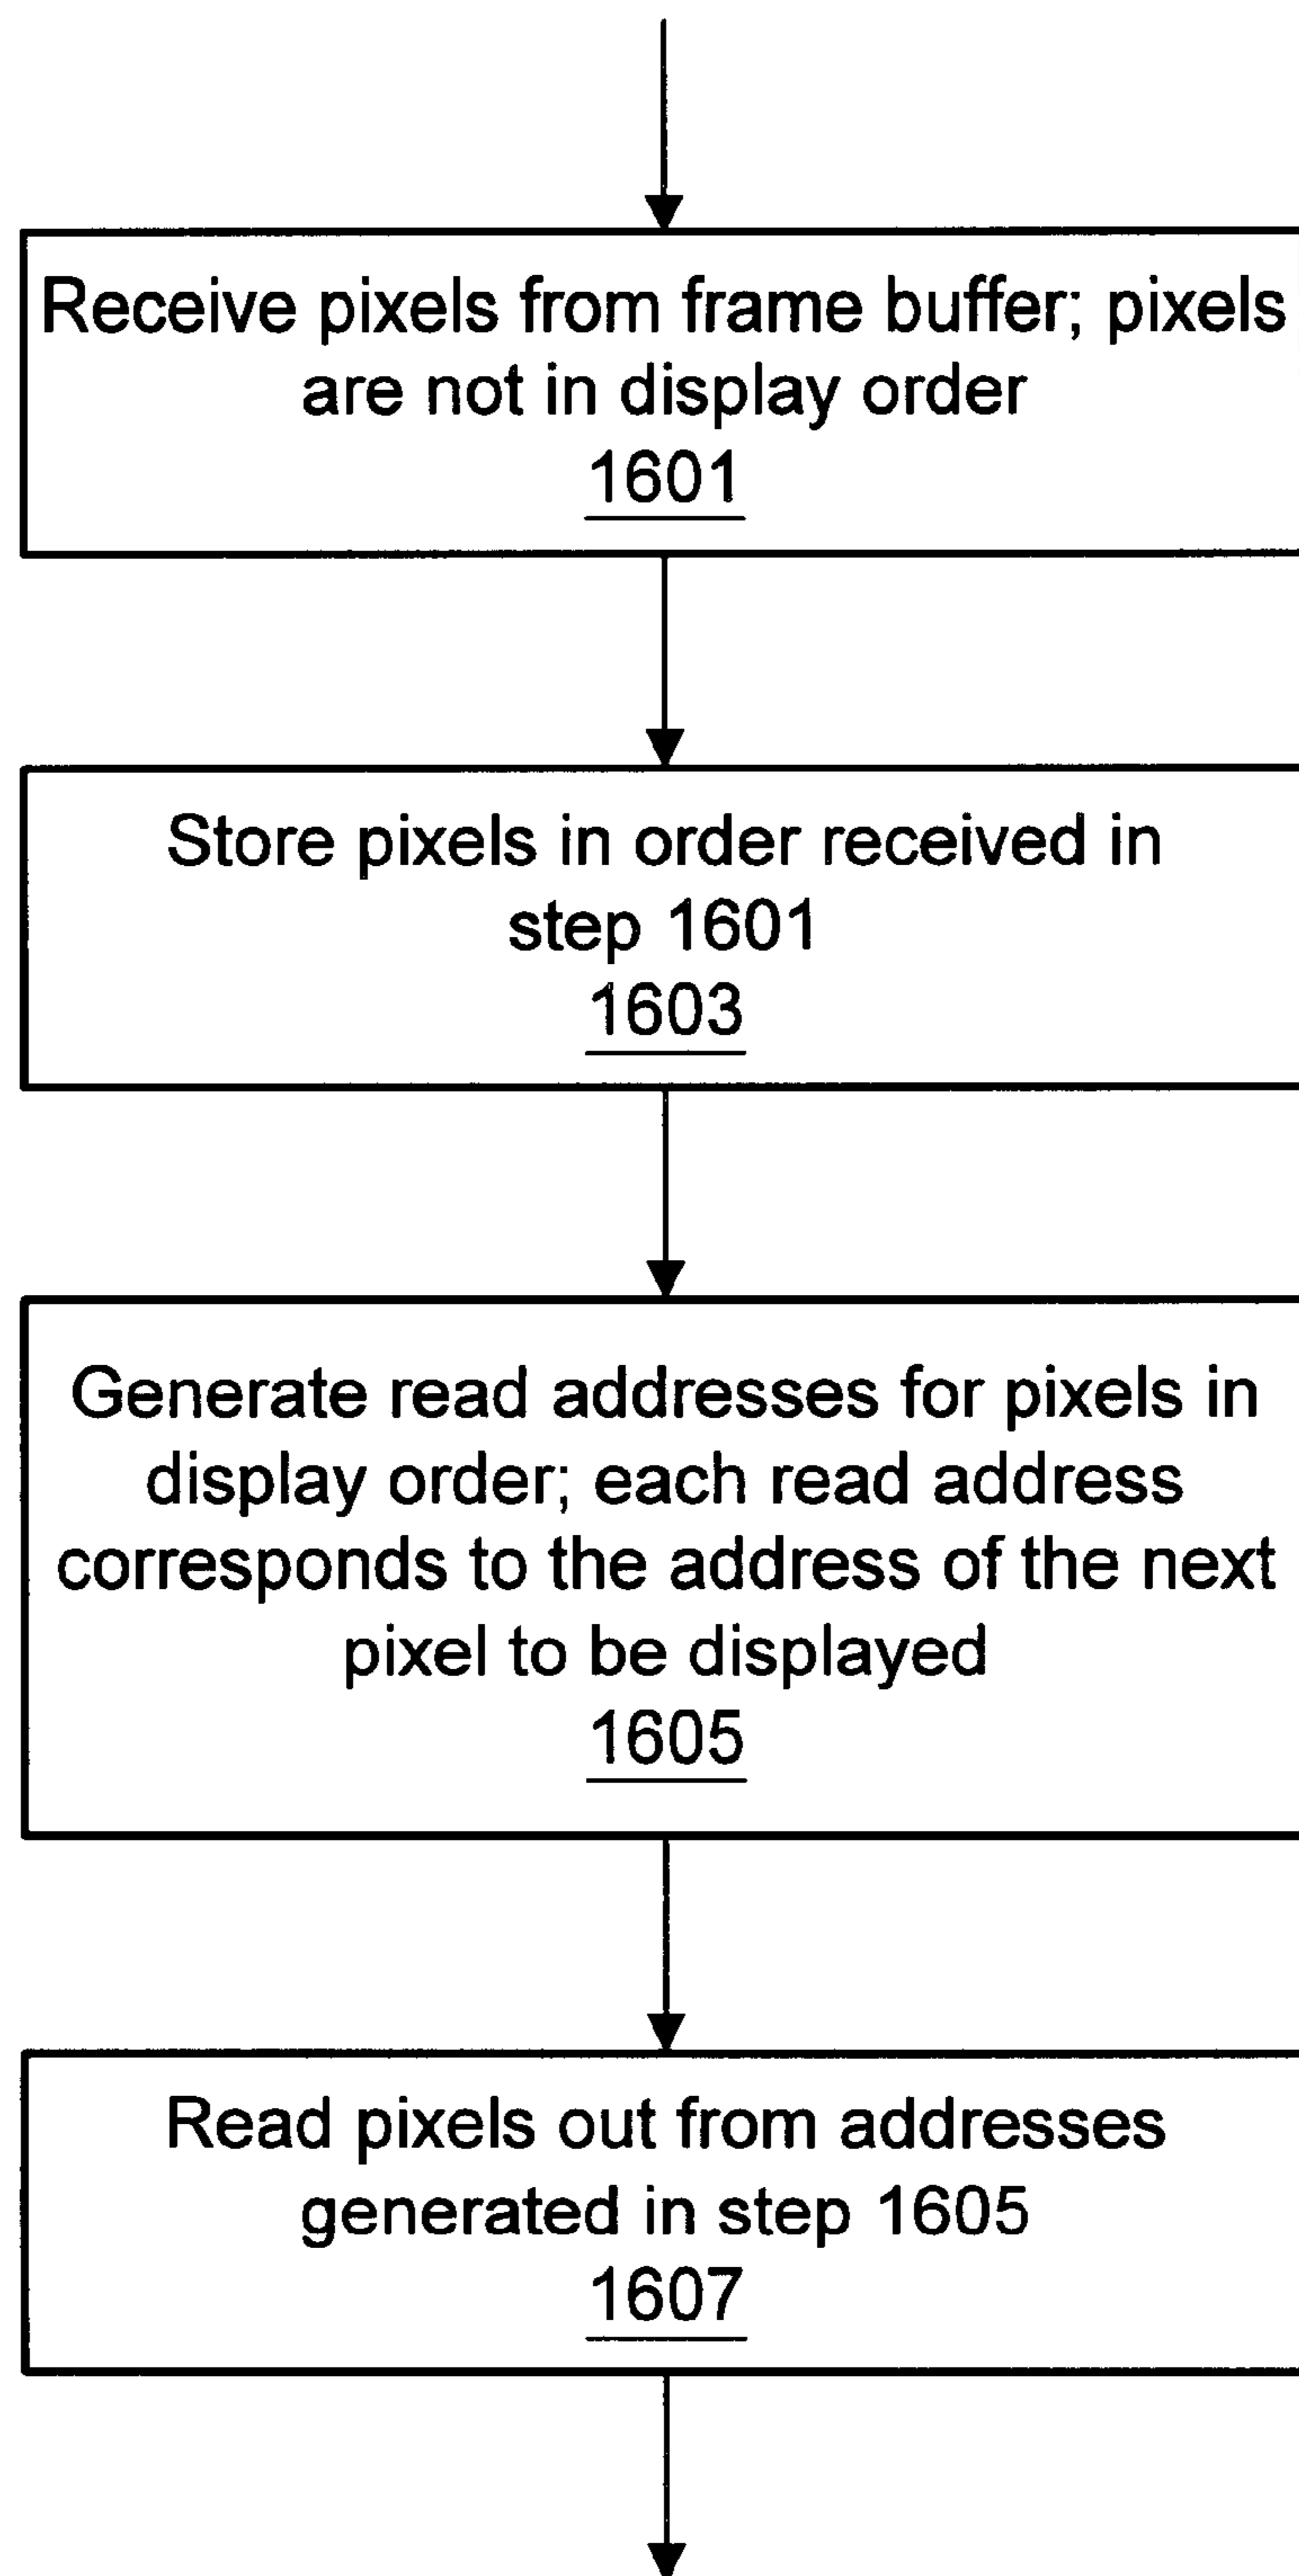 Receive pixels from frame buffer; pixels
are not in display order
1601
Store pixels in order received in
step 1601
1603
Generate read addresses for pixels in
display order; each read address
corresponds to the address of the next
pixel to be displayed
1605
Read pixels out from addresses
generated in step 1605
1607